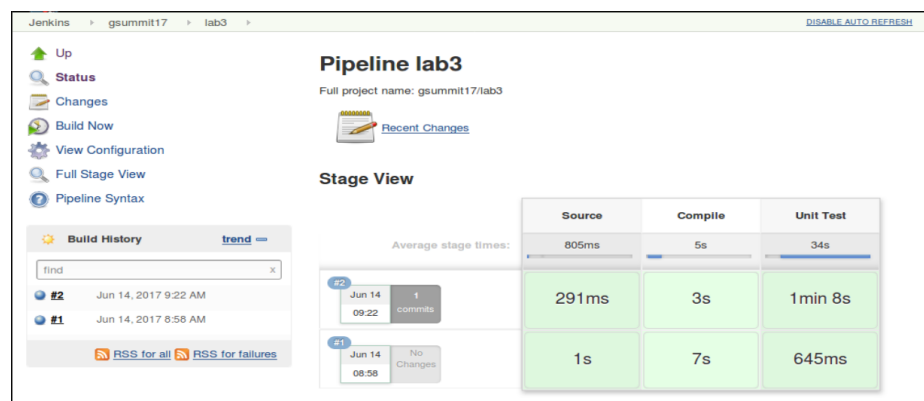 Jenkins gsummit17 lab3 DISABLE AUTO REFRESH
Up
Status
Changes
Build Now
View Configuration
Full Stage View
Pipeline Syntax
Build History trend
find x
#2 Jun 14, 2017 9:22 AM
#1 Jun 14, 2017 8:58 AM
RSS for all RSS for failures
Pipeline lab3
Full project name: gsummit17/lab3
Recent Changes
Stage View
Source Compile Unit Test
Average stage times: 805ms 5s 34s
#2
Jun 14
09:22
1
commits
291ms 3s 1min 8s
#1
Jun 14
08:58
No
Changes
1s 7s 645ms